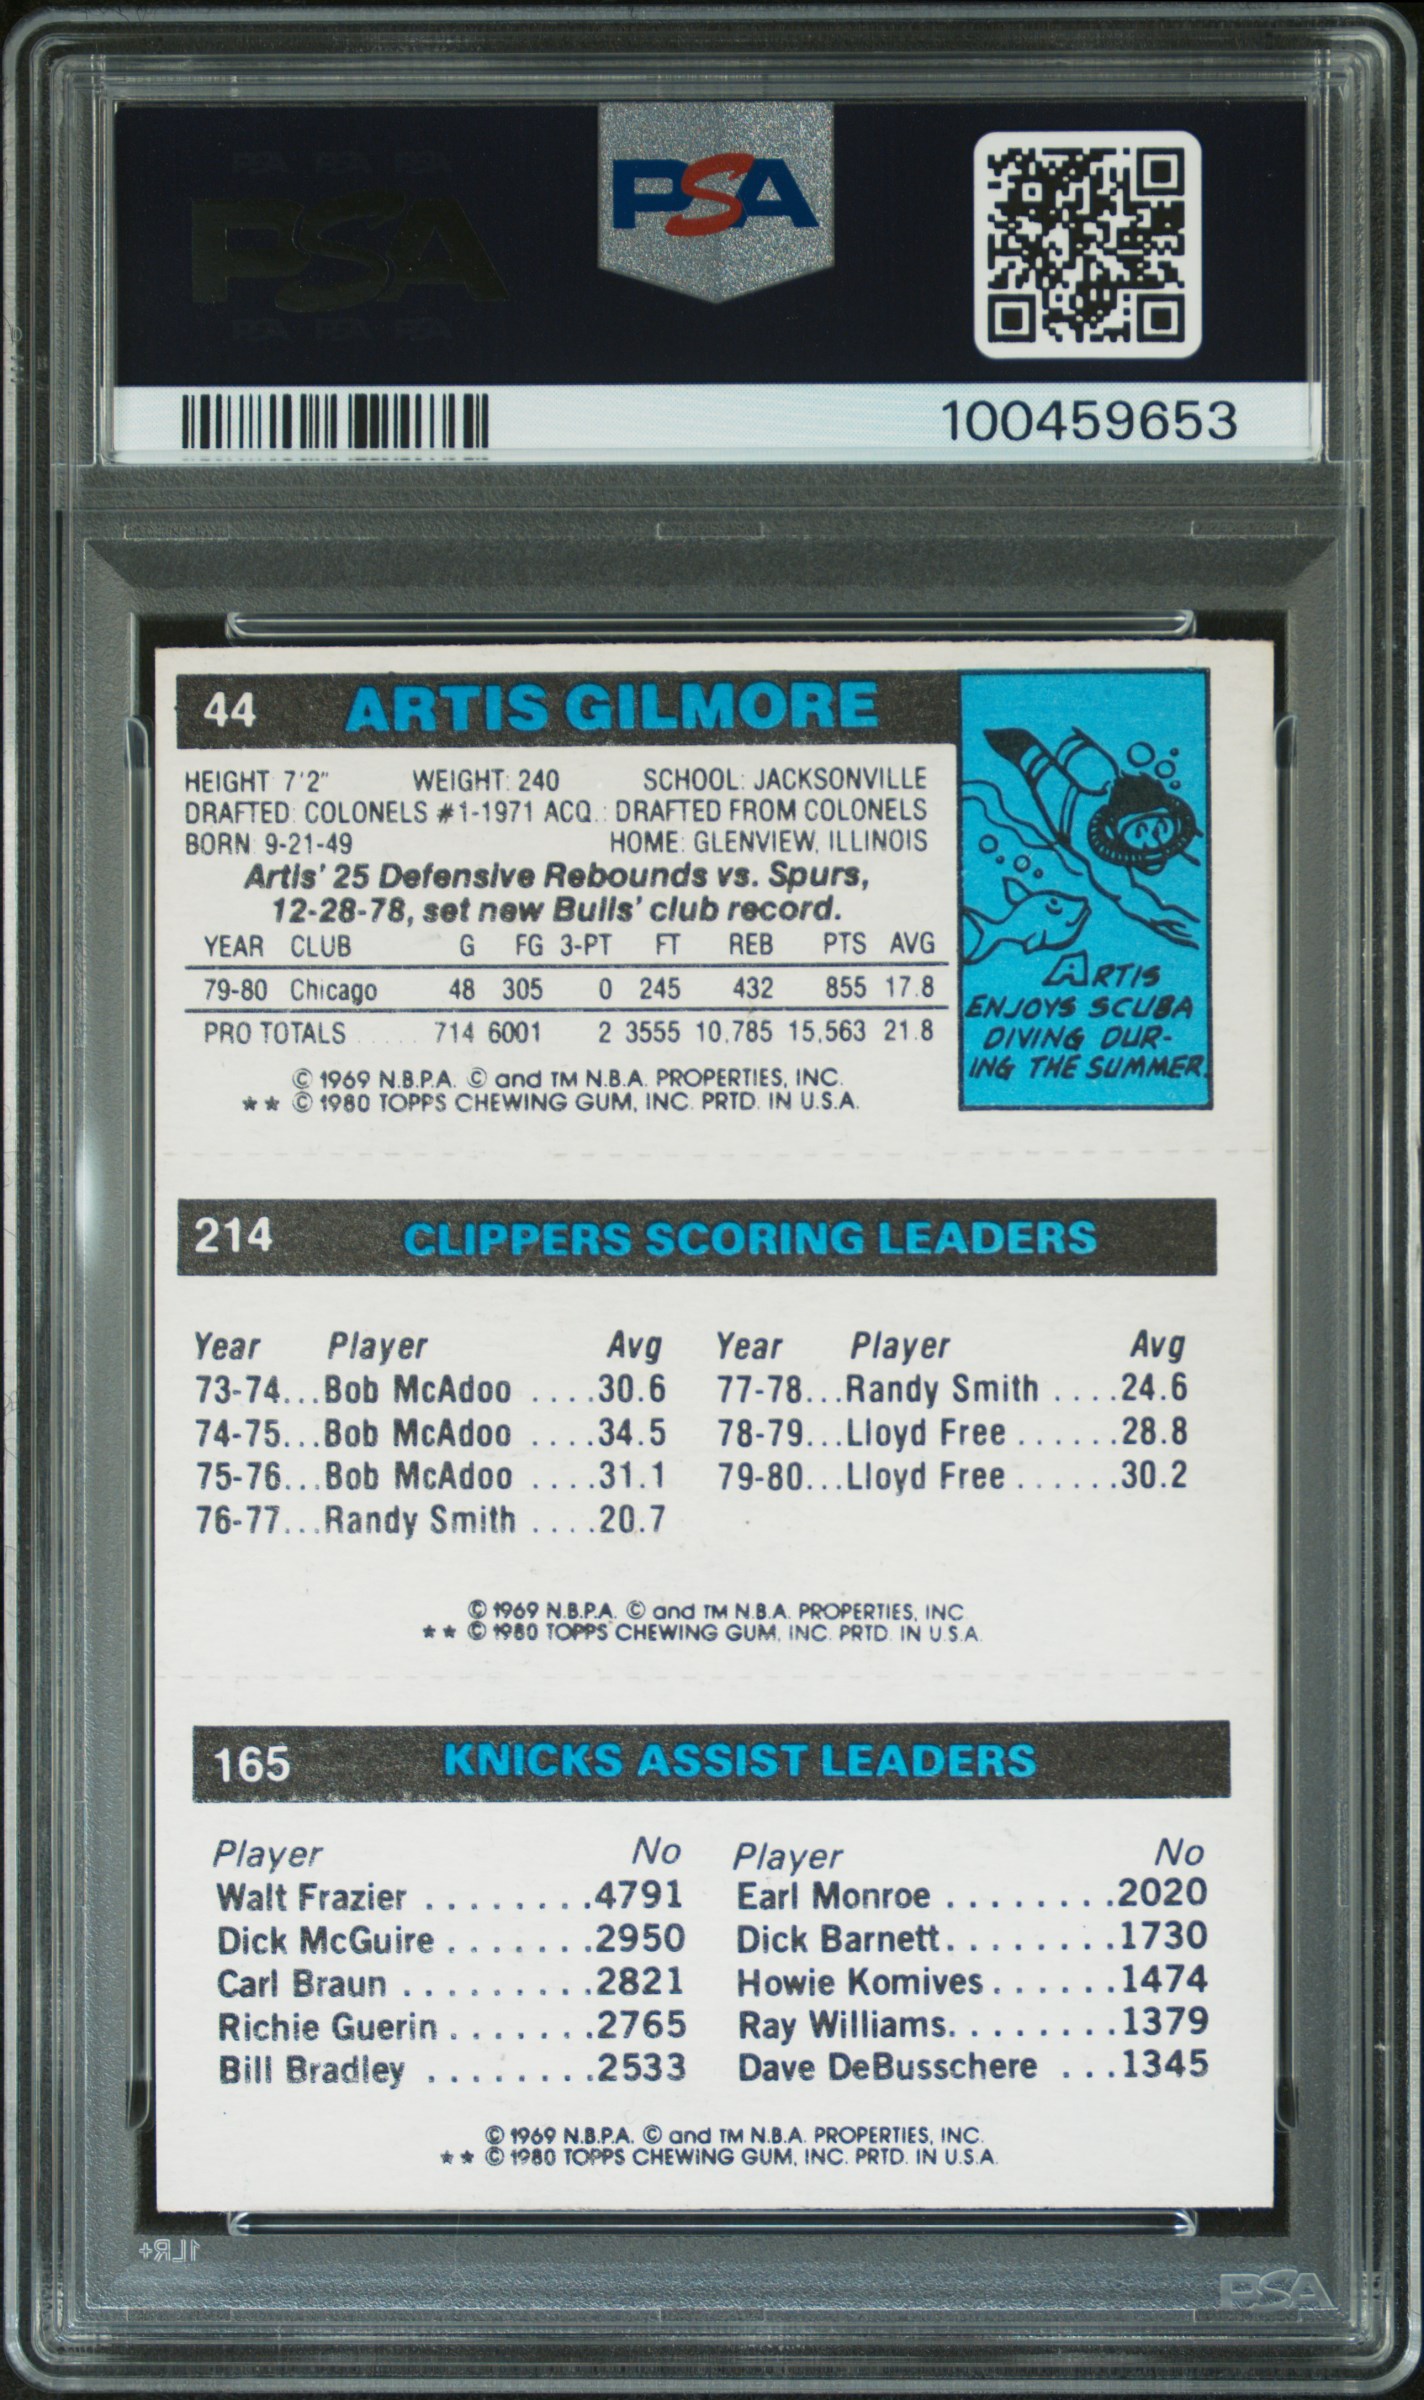 PSA PSA PSA
PSA
PSA PSA PSA
PSA
100459653
44 ARTIS GILMORE
HEIGHT: 7'2" WEIGHT: 240 SCHOOL: JACKSONVILLE
DRAFTED: COLONELS #1-1971 ACQ.: DRAFTED FROM COLONELS
BORN: 9-21-49 HOME: GLENVIEW, ILLINOIS
Artis' 25 Defensive Rebounds vs. Spurs,
12-28-78, set new Bulls' club record.
YEAR CLUB G FG 3-PT FT REB PTS AVG
79-80 Chicago 48 305 0 245 432 855 17.8
PRO TOTALS ..... 714 6001 2 3555 10,785 15,563 21.8
© 1969 N.B.P.A. © and TM N.B.A. PROPERTIES, INC.
** © 1980 TOPPS CHEWING GUM, INC. PRTD. IN U.S.A.
ARTIS
ENJOYS SCUBA
DIVING DUR-
ING THE SUMMER.
214 CLIPPERS SCORING LEADERS
Year Player Avg Year Player Avg
73-74...Bob McAdoo ....30.6 77-78...Randy Smith ....24.6
74-75...Bob McAdoo ....34.5 78-79...Lloyd Free ......28.8
75-76...Bob McAdoo ....31.1 79-80...Lloyd Free ......30.2
76-77...Randy Smith ....20.7
© 1969 N.B.P.A. © and TM N.B.A. PROPERTIES, INC.
** © 1980 TOPPS CHEWING GUM, INC. PRTD. IN U.S.A.
165 KNICKS ASSIST LEADERS
Player No Player No
Walt Frazier ........4791 Earl Monroe ........2020
Dick McGuire .......2950 Dick Barnett........1730
Carl Braun .........2821 Howie Komives......1474
Richie Guerin .......2765 Ray Williams........1379
Bill Bradley ........2533 Dave DeBusschere ...1345
© 1969 N.B.P.A. © and TM N.B.A. PROPERTIES, INC.
** © 1980 TOPPS CHEWING GUM, INC. PRTD. IN U.S.A.
1LR+
PSA